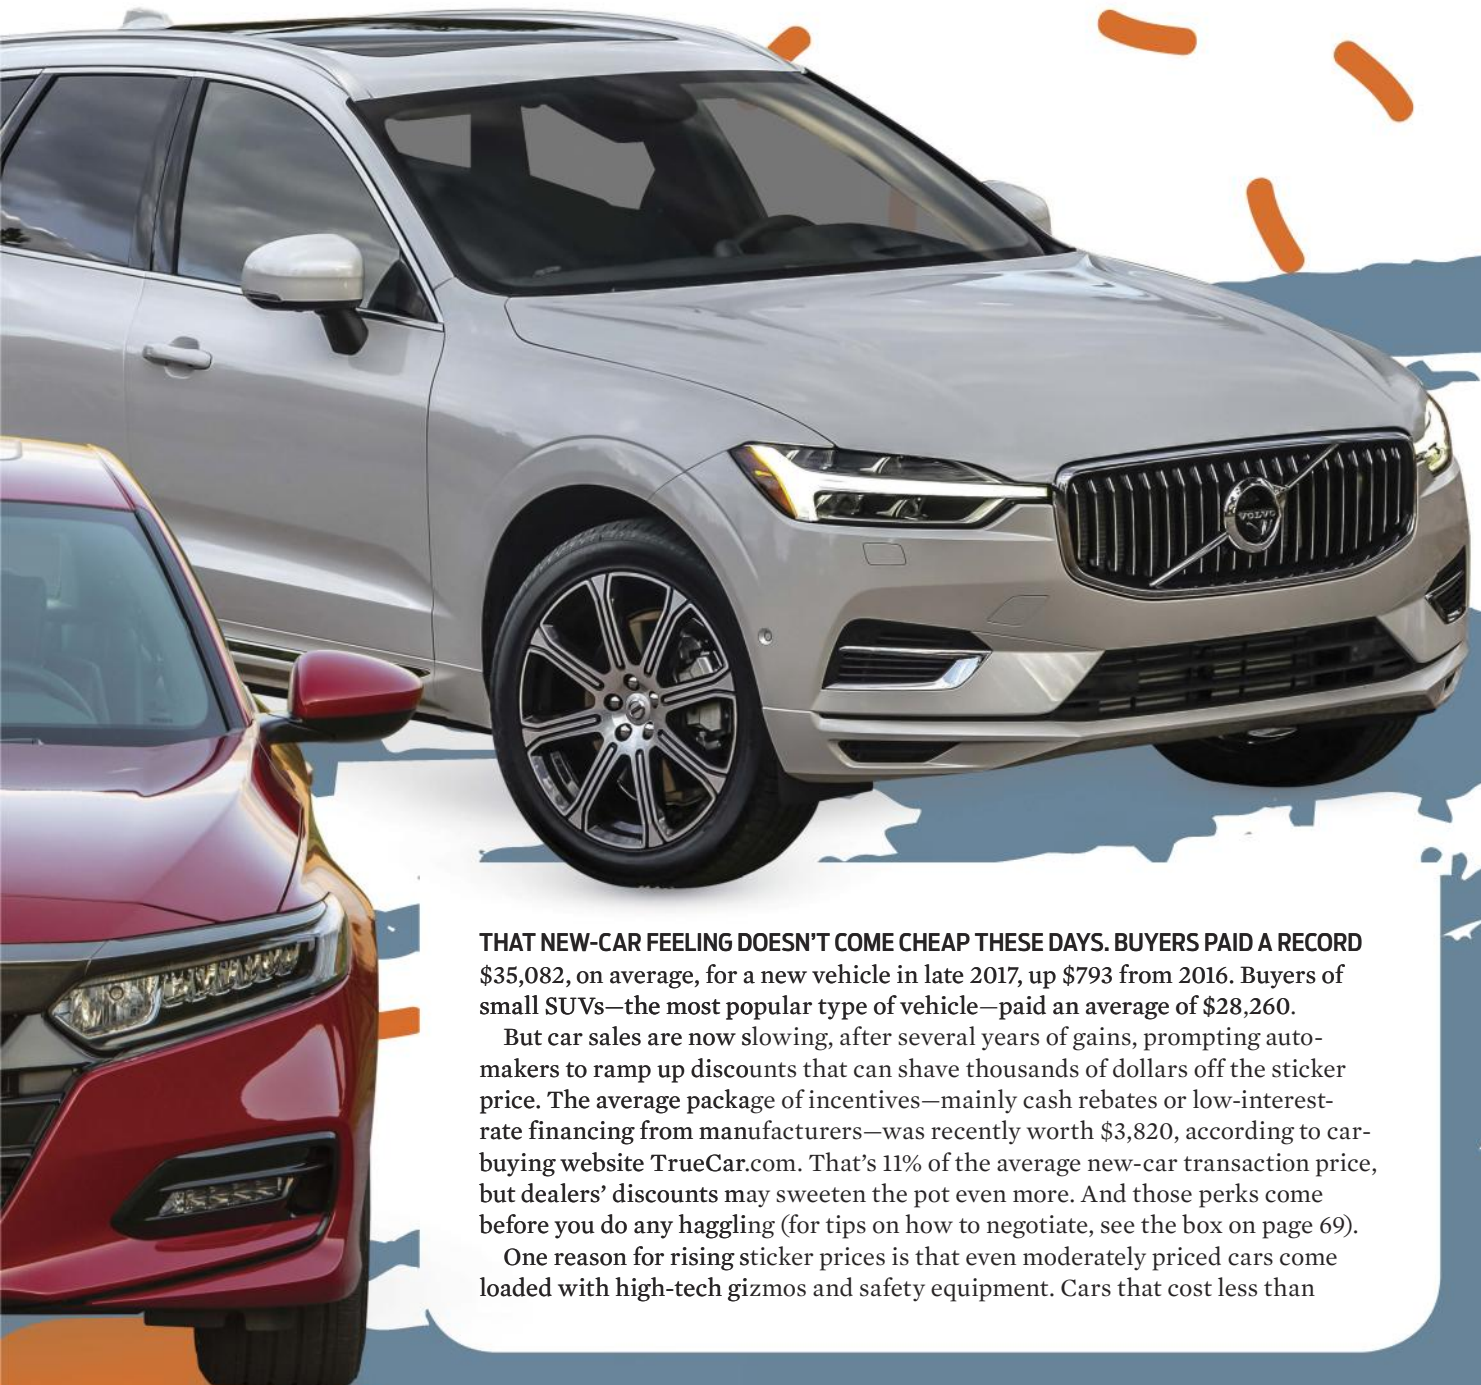 VOLVO
THAT NEW-CAR FEELING DOESN’T COME CHEAP THESE DAYS. BUYERS PAID A RECORD
$35,082, on average, for a new vehicle in late 2017, up $793 from 2016. Buyers of
small SUVs—the most popular type of vehicle—paid an average of $28,260.
But car sales are now slowing, after several years of gains, prompting auto-
makers to ramp up discounts that can shave thousands of dollars off the sticker
price. The average package of incentives—mainly cash rebates or low-interest-
rate financing from manufacturers—was recently worth $3,820, according to car-
buying website TrueCar.com. That’s 11% of the average new-car transaction price,
but dealers’ discounts may sweeten the pot even more. And those perks come
before you do any haggling (for tips on how to negotiate, see the box on page 69).
One reason for rising sticker prices is that even moderately priced cars come
loaded with high-tech gizmos and safety equipment. Cars that cost less than